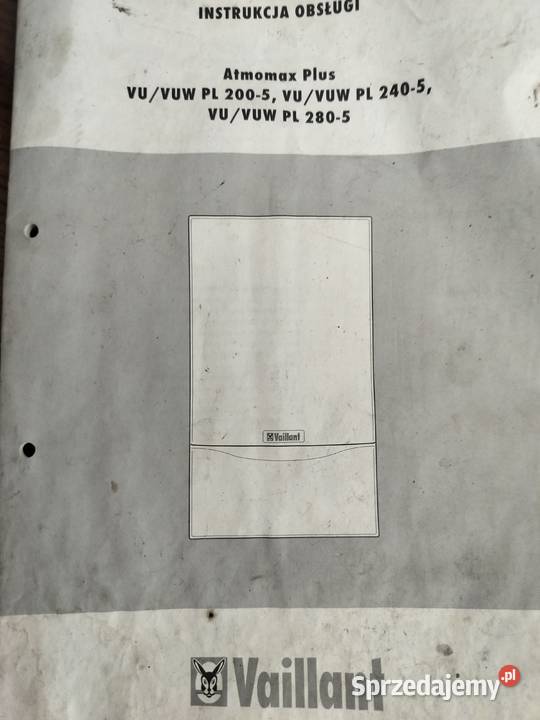 INSTRUKCJA OBSŁUGI
Atmomax Plus
VU/VUW PL 200-5, VU/VUW PL 240-5,
VU/VUW PL 280-5
Vaillant
Vaillant
Sprzedajemy.pl